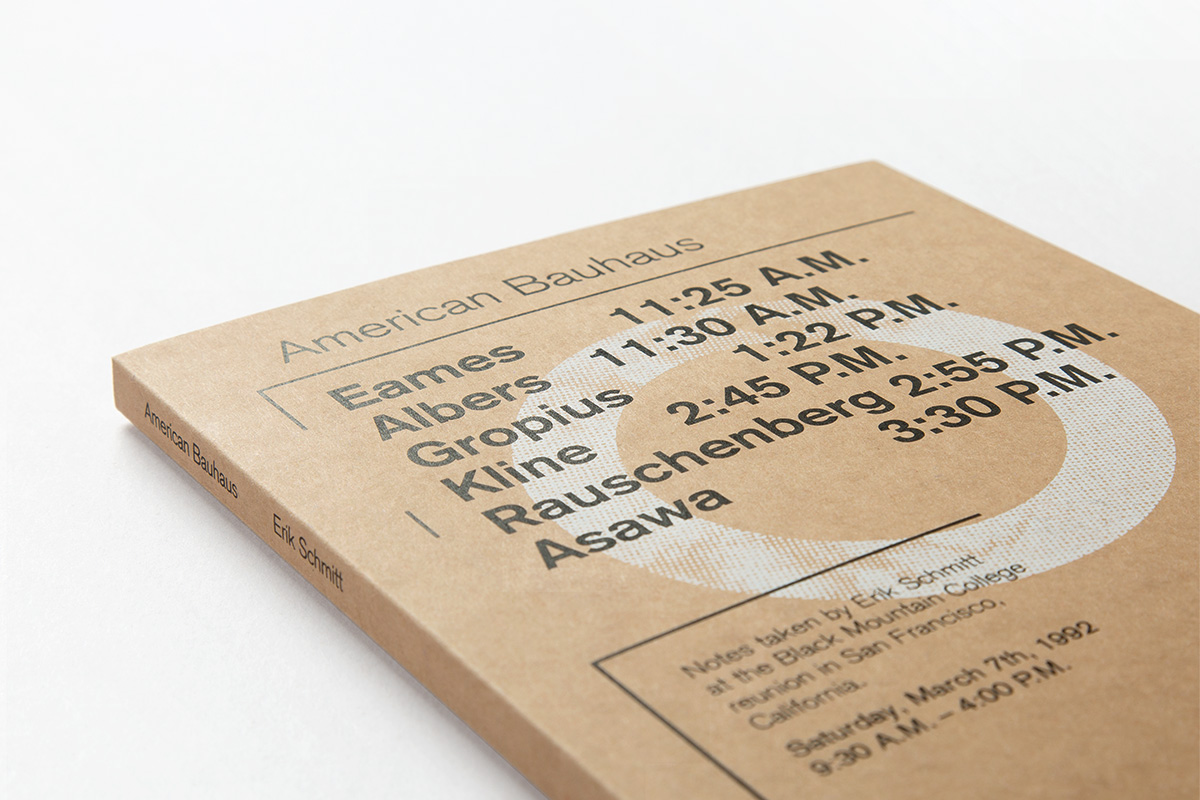 American Bauhaus
Eames 11:25 A.M.
Albers 11:30 A.M.
Gropius 1:22 P.M.
Kline 2:45 P.M.
Rauschenberg 2:55 P.M.
Asawa 3:30 P.M.
Notes taken by Erik Schmitt
at the Black Mountain College
reunion in San Francisco,
California.
Saturday, March 7th, 1992
9:30 A.M. – 4:00 P.M.
American Bauhaus Erik Schmitt